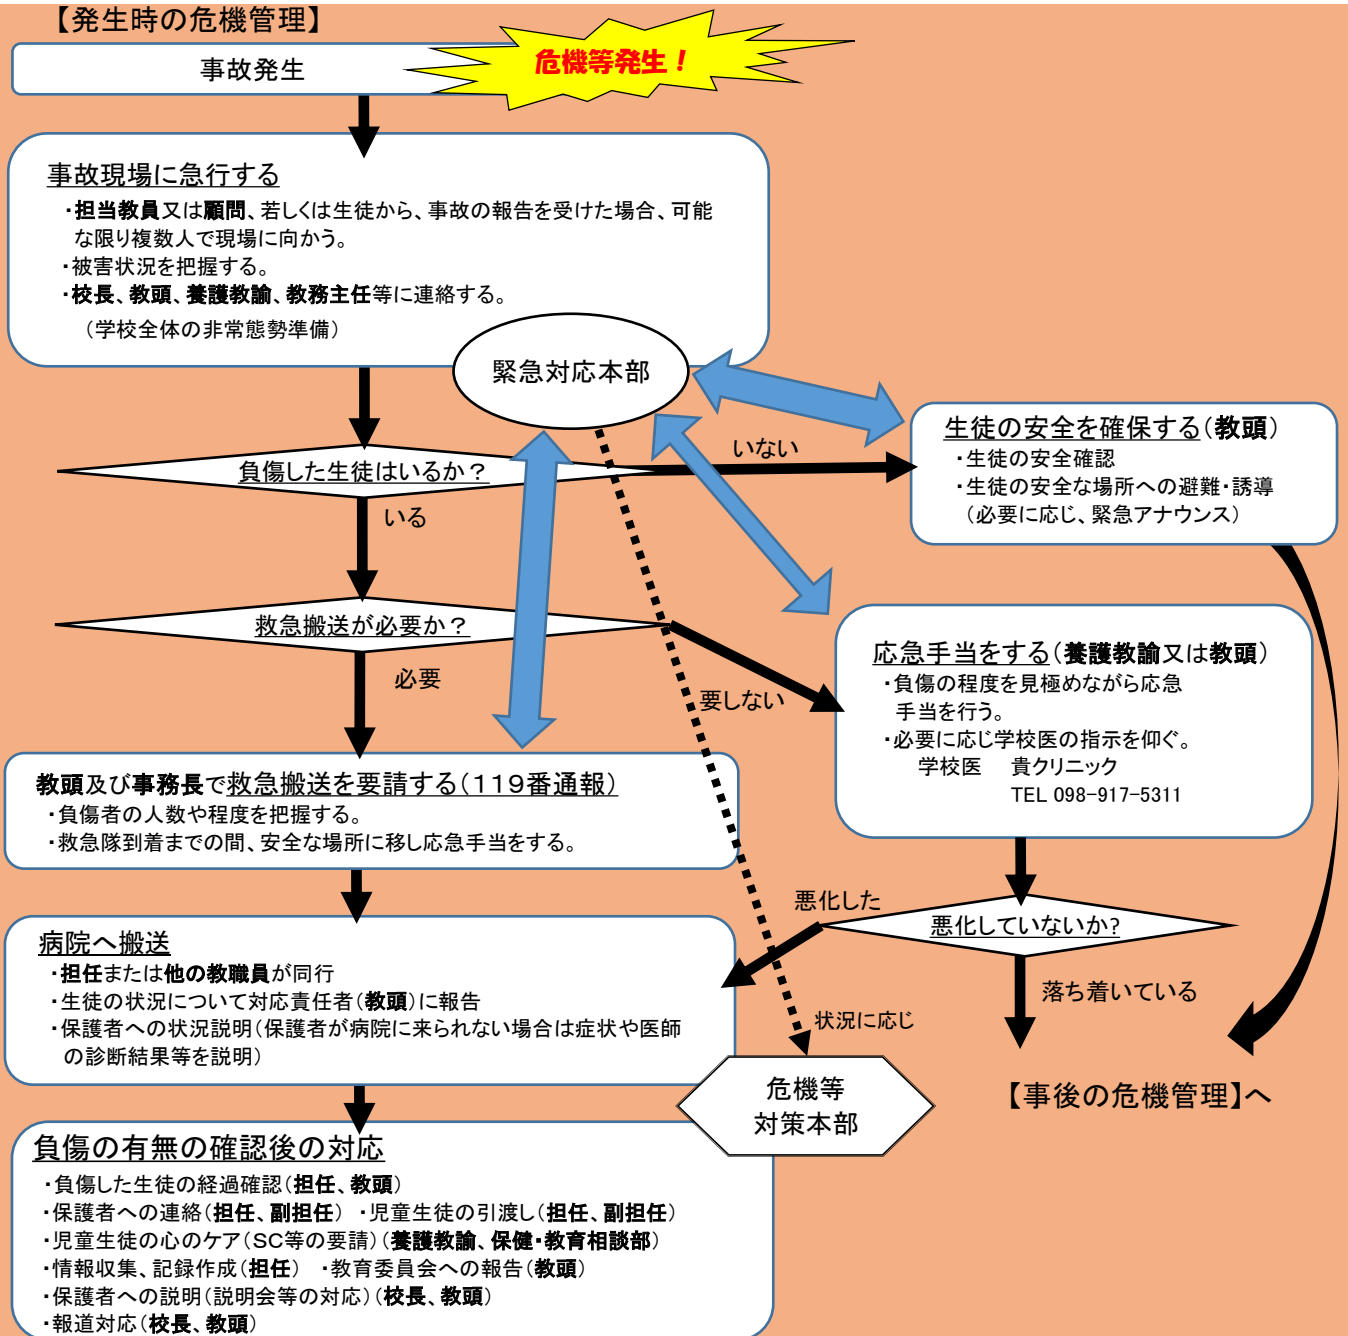 【発生時の危機管理】
危機等発生！
事故発生
事故現場に急行する
・担当教員又は顧問、若しくは生徒から、事故の報告を受けた場合、可能
な限り複数人で現場に向かう。
・被害状況を把握する。
・校長、教頭、養護教諭、教務主任等に連絡する。
（学校全体の非常態勢準備）
緊急対応本部
負傷した生徒はいるか？
いない
生徒の安全を確保する（教頭）
・生徒の安全確認
・生徒の安全な場所への避難・誘導
（必要に応じ、緊急アナウンス）
いる
救急搬送が必要か？
必要
要しない
応急手当をする（養護教諭又は教頭）
・負傷の程度を見極めながら応急
手当を行う。
・必要に応じ学校医の指示を仰ぐ。
学校医　貴クリニック
TEL 098-917-5311
教頭及び事務長で救急搬送を要請する（119番通報）
・負傷者の人数や程度を把握する。
・救急隊到着までの間、安全な場所に移し応急手当をする。
悪化した
悪化していないか?
落ち着いている
病院へ搬送
・担任または他の教職員が同行
・生徒の状況について対応責任者（教頭）に報告
・保護者への状況説明（保護者が病院に来られない場合は症状や医師
の診断結果等を説明）
状況に応じ
危機等
対策本部
【事後の危機管理】へ
負傷の有無の確認後の対応
・負傷した生徒の経過確認（担任、教頭）
・保護者への連絡（担任、副担任）　・児童生徒の引渡し（担任、副担任）
・児童生徒の心のケア（SC等の要請）（養護教諭、保健・教育相談部）
・情報収集、記録作成（担任）　・教育委員会への報告（教頭）
・保護者への説明（説明会等の対応）（校長、教頭）
・報道対応（校長、教頭）